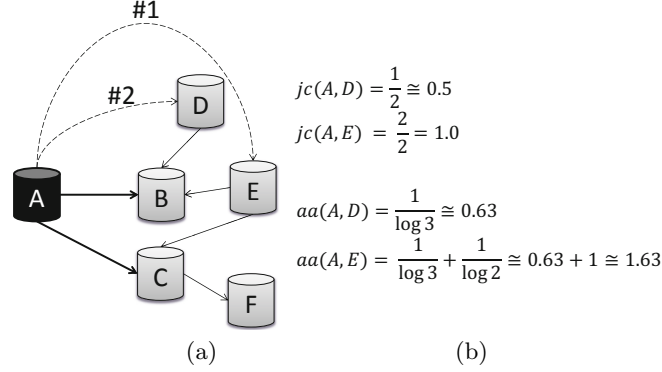 #1
#2
D
A
B
E
C
F
(a)
jc(A, D) = 1/2 ≅ 0.5
jc(A, E) = 2/2 = 1.0
aa(A, D) = 1/log 3 ≅ 0.63
aa(A, E) = 1/log 3 + 1/log 2 ≅ 0.63 + 1 ≅ 1.63
(b)